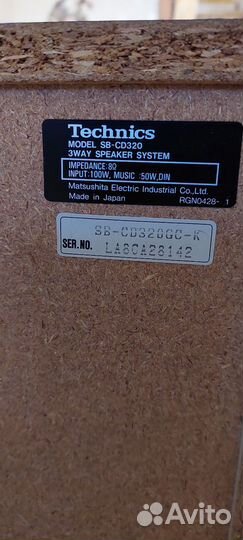 Technics
MODEL SB-CD320
3WAY SPEAKER SYSTEM
IMPEDANCE:8Ω
INPUT:100W, MUSIC :50W,DIN
Matsushita Electric Industrial Co.,Ltd.
Made in Japan RGN0428- 1
SB-CD320GC-K
SER.NO. LA8CA28142
Avito